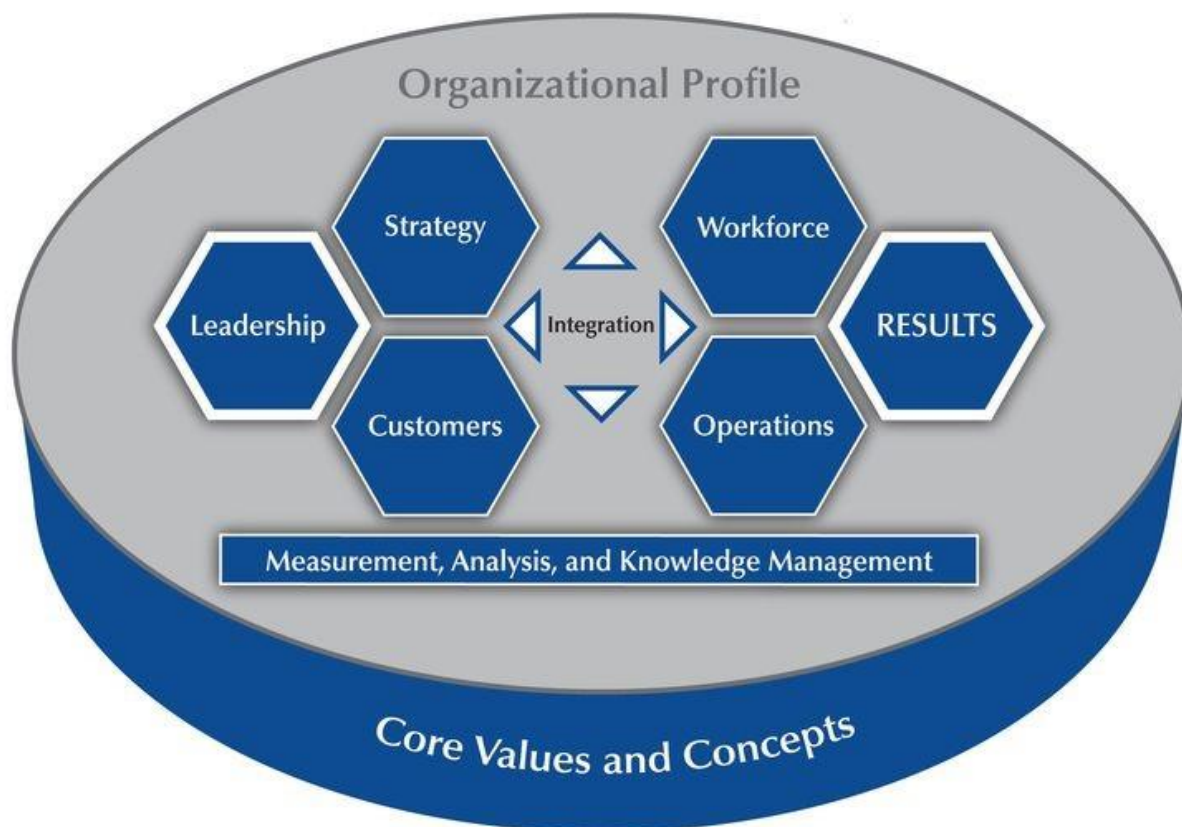 Organizational Profile
Strategy
Workforce
Leadership
Integration
RESULTS
Customers
Operations
Measurement, Analysis, and Knowledge Management
Core Values and Concepts